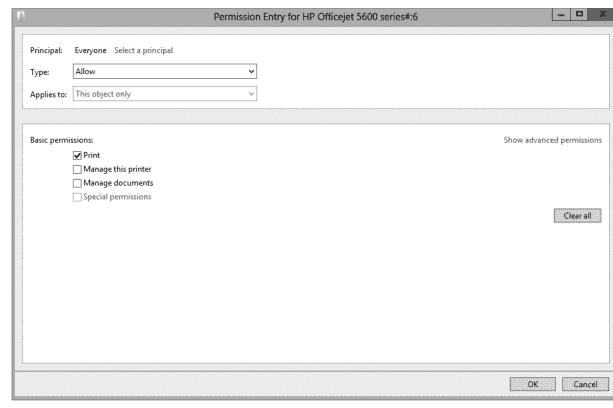 Permission Entry for HP Officejet 5600 series#:6
Principal: Everyone Select a principal
Type: Allow
Applies to: This object only
Basic permissions: Show advanced permissions
Print
Manage this printer
Manage documents
Special permissions
Clear all
OK Cancel